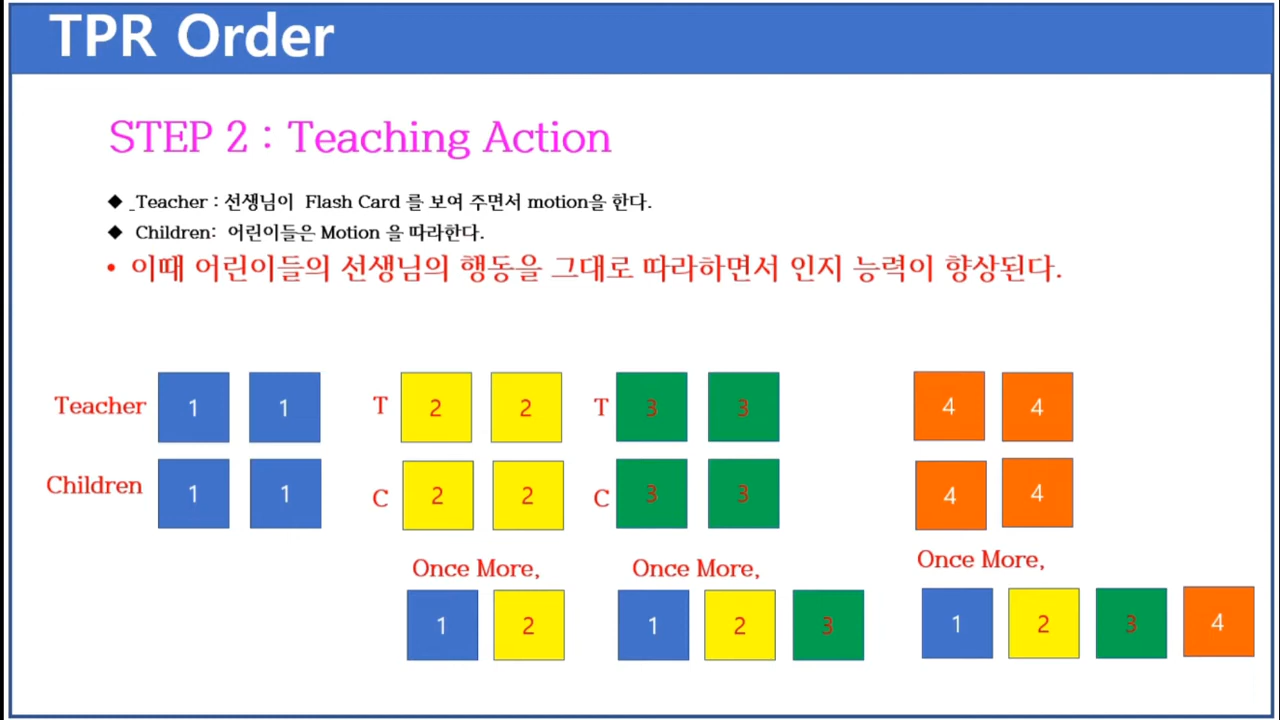 TPR Order
STEP 2 : Teaching Action
◆ _Teacher : 선생님이 Flash Card 를 보여 주면서 motion을 한다.
◆ Children: 어린이들은 Motion 을 따라한다.
• 이때 어린이들의 선생님의 행동을 그대로 따라하면서 인지 능력이 향상된다.
Teacher 1 1 T 2 2 T 3 3 4 4
Children 1 1 C 2 2 C 3 3 4 4
Once More, Once More, Once More,
1 2 1 2 3 1 2 3 4